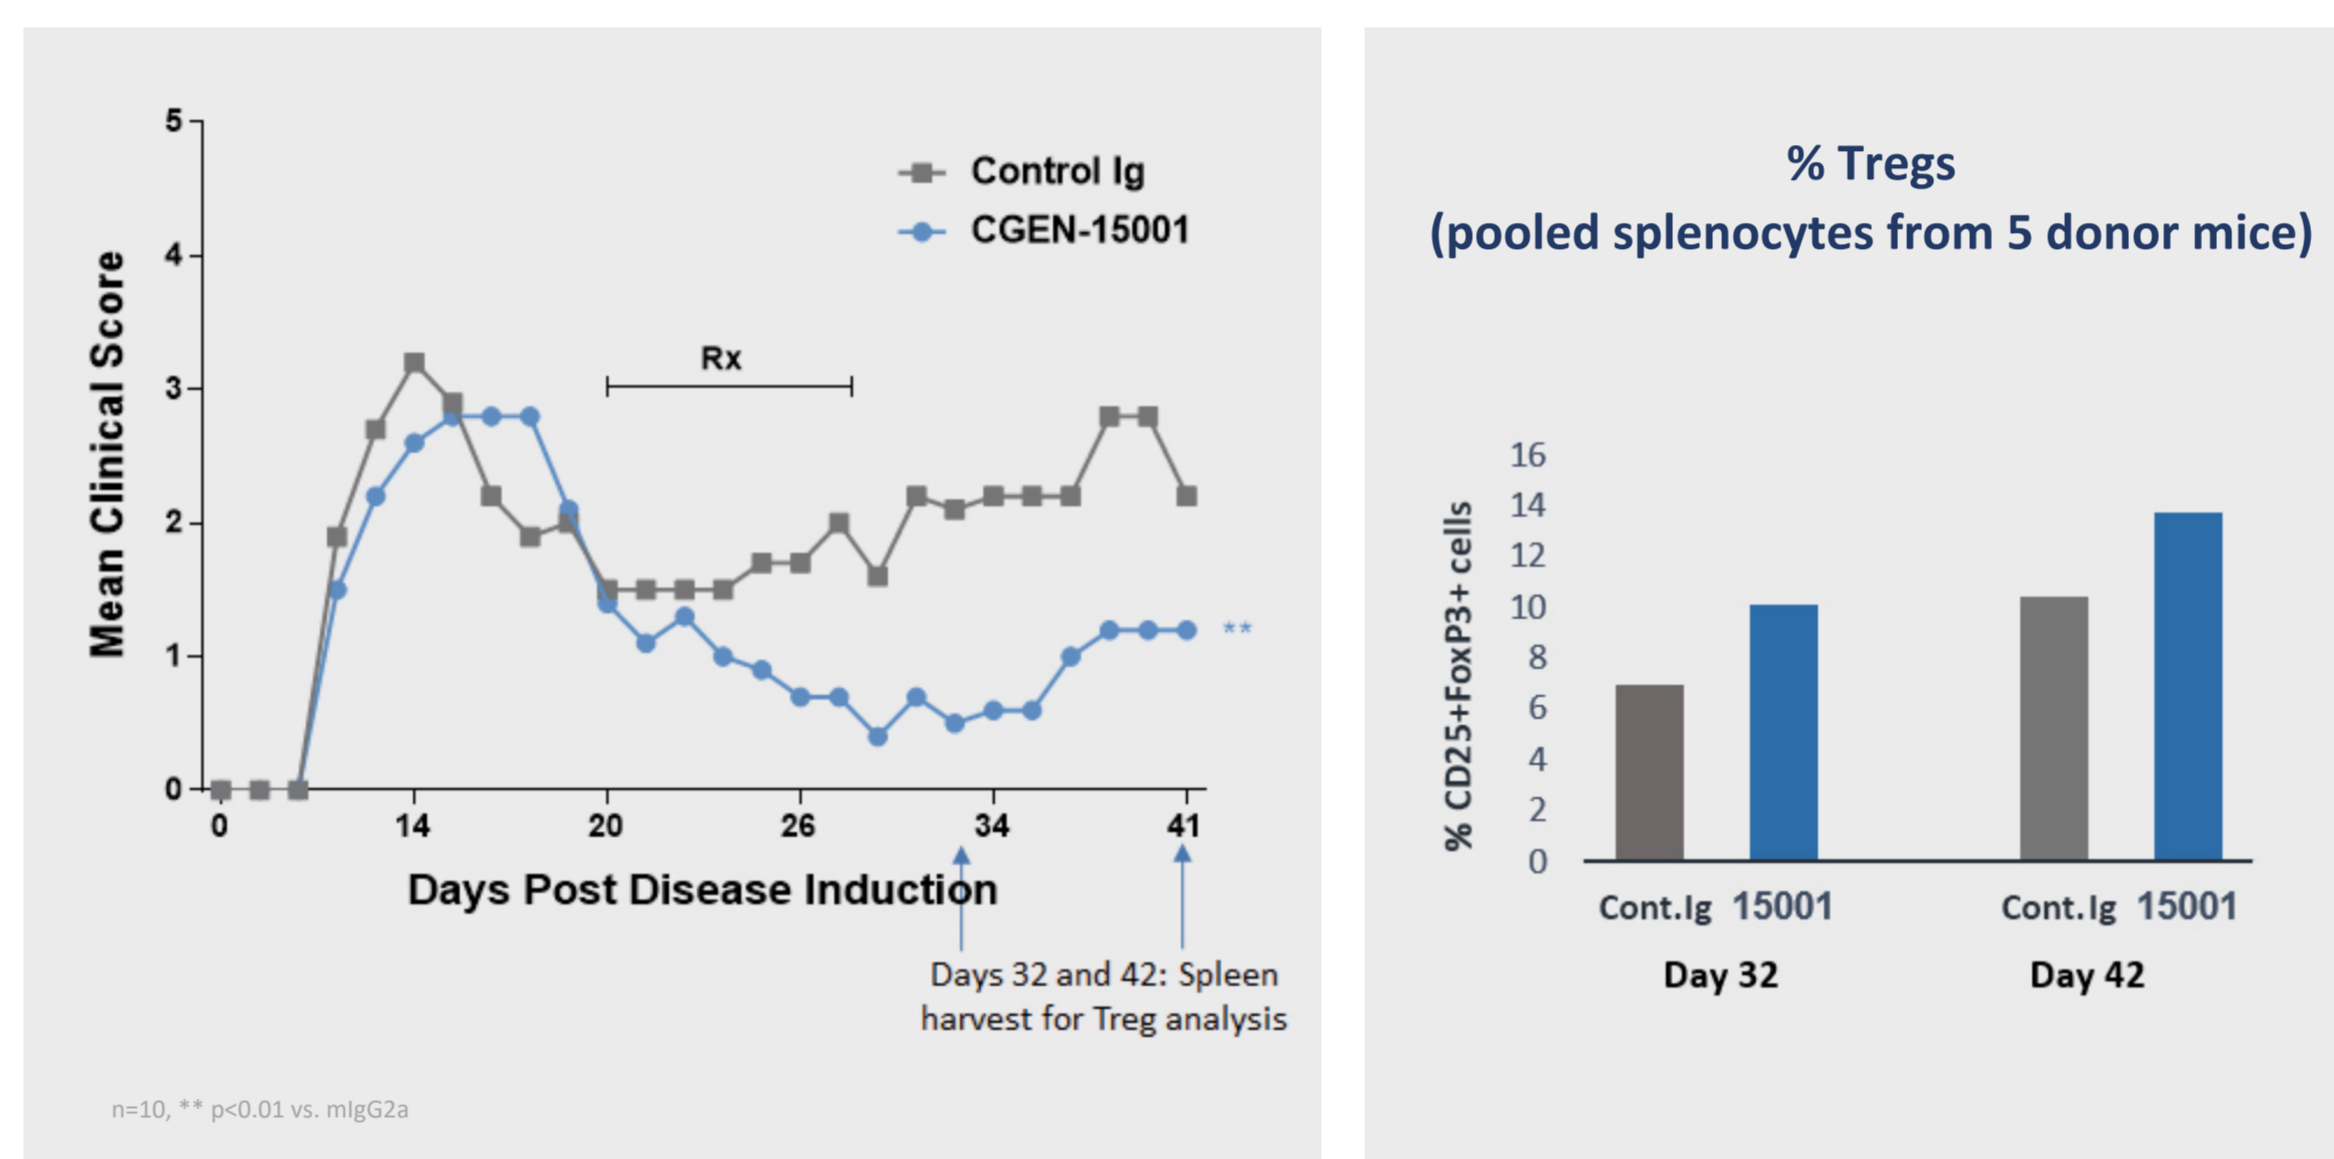 5
4
3
2
1
0
Mean Clinical Score
Control Ig
CGEN-15001
Rx
**
0 14 20 26 34 41
Days Post Disease Induction
Days 32 and 42: Spleen
harvest for Treg analysis
n=10, ** p<0.01 vs. mIgG2a
% Tregs
(pooled splenocytes from 5 donor mice)
% CD25+FoxP3+ cells
16
14
12
10
8
6
4
2
0
Cont.Ig 15001 Cont.Ig 15001
Day 32 Day 42